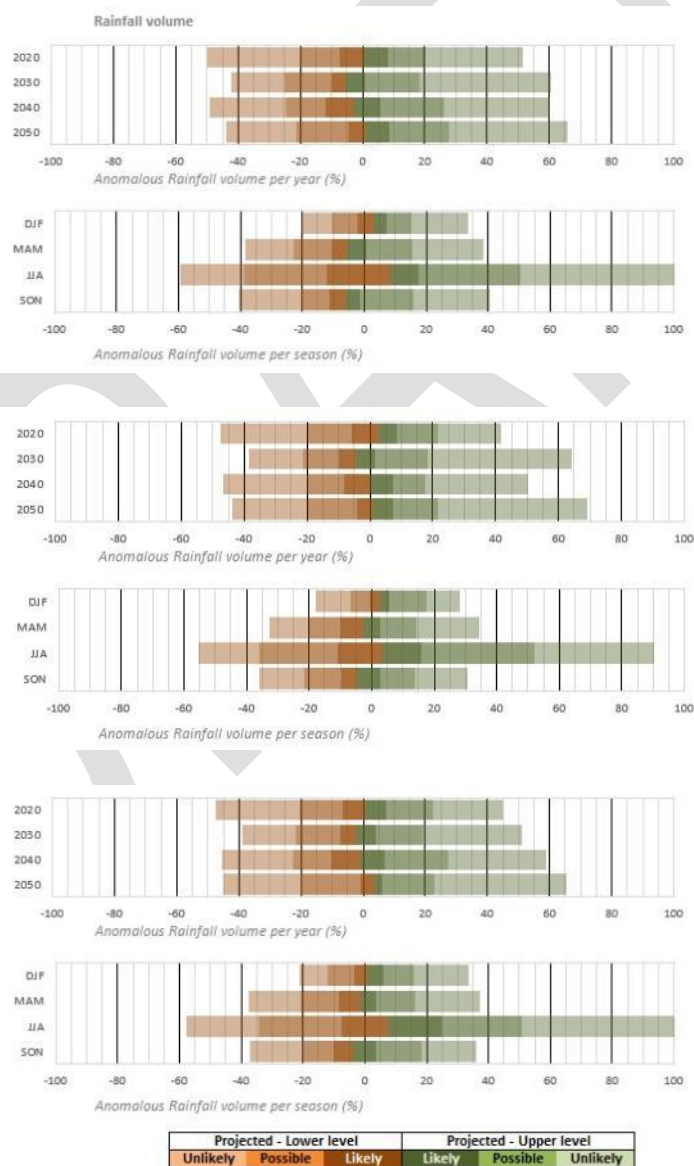 Rainfall volume
2020
2030
2040
2050
-100 -80 -60 -40 -20 0 20 40 60 80 100
Anomalous Rainfall volume per year (%)
DJF
MAM
JJA
SON
-100 -80 -60 -40 -20 0 20 40 60 80 100
Anomalous Rainfall volume per season (%)
2020
2030
2040
2050
-100 -80 -60 -40 -20 0 20 40 60 80 100
Anomalous Rainfall volume per year (%)
DJF
MAM
JJA
SON
-100 -80 -60 -40 -20 0 20 40 60 80 100
Anomalous Rainfall volume per season (%)
2020
2030
2040
2050
-100 -80 -60 -40 -20 0 20 40 60 80 100
Anomalous Rainfall volume per year (%)
DJF
MAM
JJA
SON
-100 -80 -60 -40 -20 0 20 40 60 80 100
Anomalous Rainfall volume per season (%)
Projected - Lower level Projected - Upper level
Unlikely Possible Likely Likely Possible Unlikely